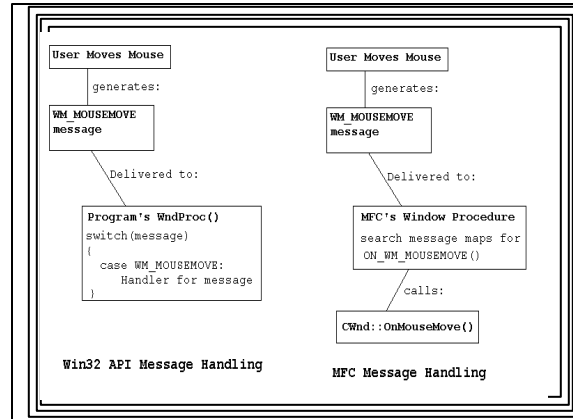 User Moves Mouse
generates:
WM_MOUSEMOVE
message
Delivered to:
Program's WndProc()
switch(message)
{
case WM_MOUSEMOVE:
Handler for message
}
Win32 API Message Handling
User Moves Mouse
generates:
WM_MOUSEMOVE
message
Delivered to:
MFC's Window Procedure
search message maps for
ON_WM_MOUSEMOVE()
calls:
CWnd::OnMouseMove()
MFC Message Handling